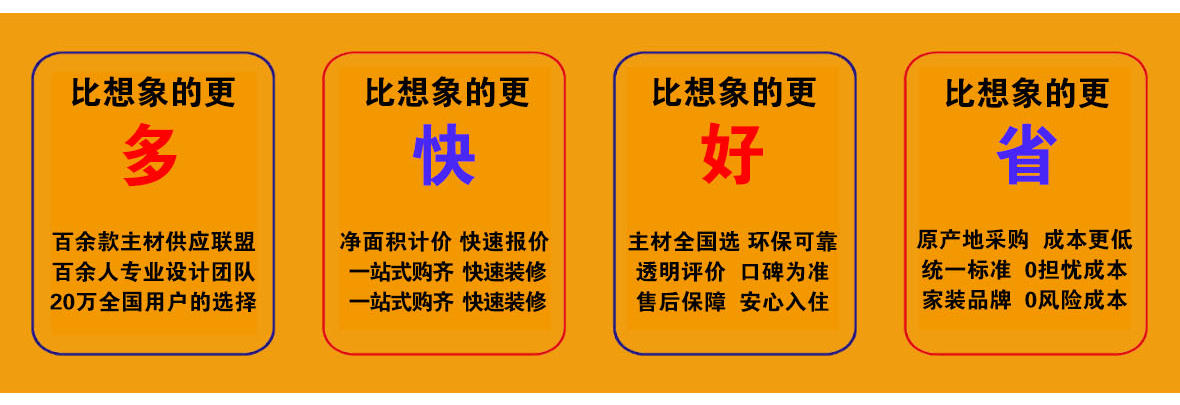 比想象的更
多
百余款主材供应联盟
百余人专业设计团队
20万全国用户的选择
比想象的更
快
净面积计价 快速报价
一站式购齐 快速装修
一站式购齐 快速装修
比想象的更
好
主材全国选 环保可靠
透明评价 口碑为准
售后保障 安心入住
比想象的更
省
原产地采购 成本更低
统一标准 0担忧成本
家装品牌 0风险成本